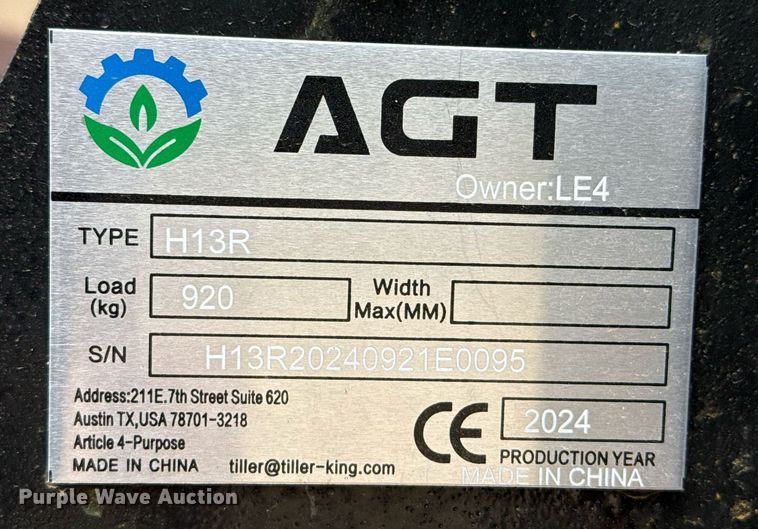 AGT
Owner:LE4
TYPE H13R
Load (kg) 920 Width Max(MM)
S/N H13R20240921E0095
Address:211E.7th Street Suite 620
Austin TX,USA 78701-3218
Article 4-Purpose
MADE IN CHINA tiller@tiller-king.com
CE 2024
PRODUCTION YEAR
MADE IN CHINA
Purple Wave Auction